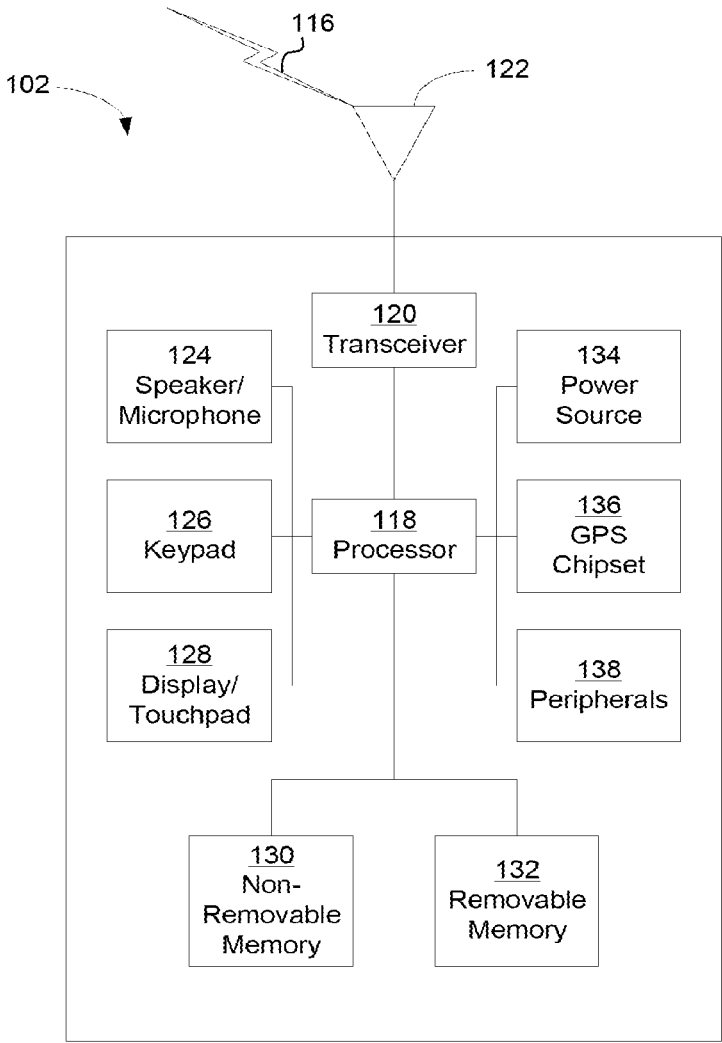 116
122
102
120
Transceiver
124
Speaker/
Microphone
134
Power
Source
126
Keypad
118
Processor
136
GPS
Chipset
128
Display/
Touchpad
138
Peripherals
130
Non-
Removable
Memory
132
Removable
Memory